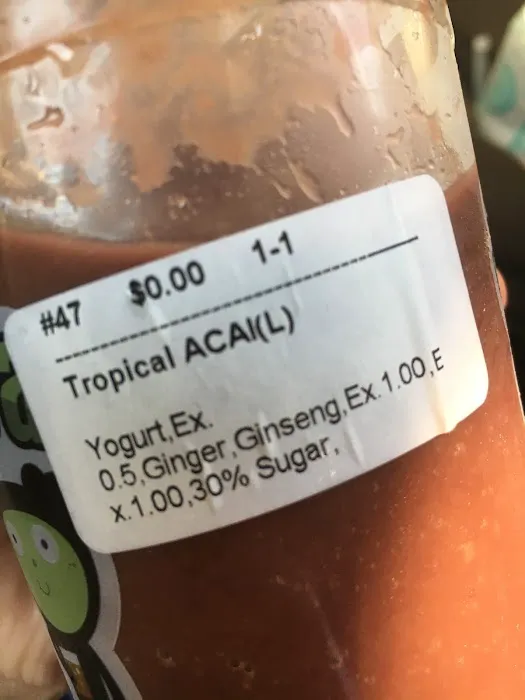 #47 $0.00 1-1
Tropical ACAI(L)
Yogurt,Ex.
0.5,Ginger,Ginseng,Ex.1.00,E
x.1.00,30% Sugar,